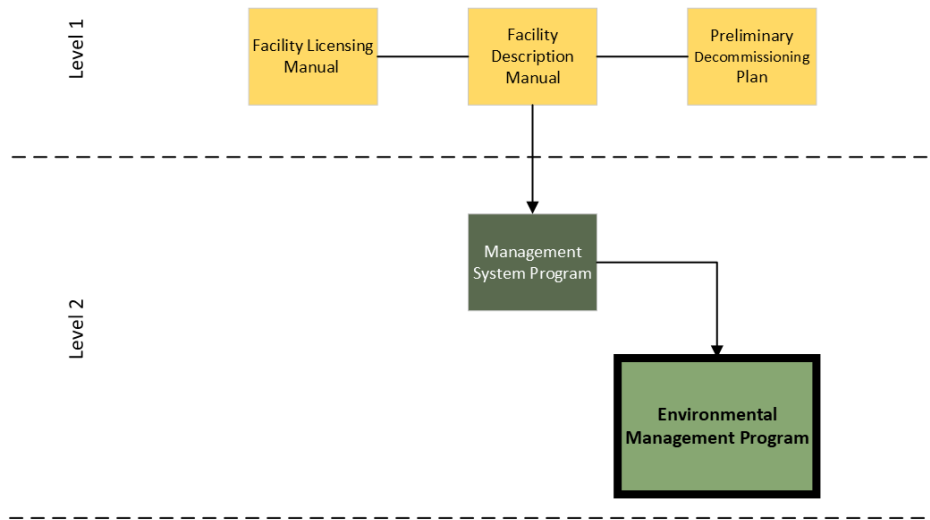 Level 1
Facility Licensing
Manual
Facility
Description
Manual
Preliminary
Decommissioning
Plan
Level 2
Management
System Program
Environmental
Management Program